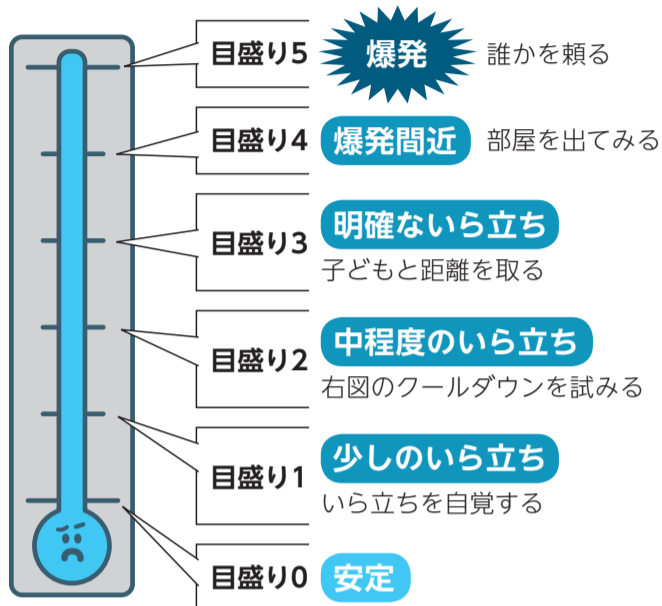 目盛り5 爆発 誰かを頼る
目盛り4 爆発間近 部屋を出てみる
目盛り3 明確ないら立ち
子どもと距離を取る
目盛り2 中程度のいら立ち
右図のクールダウンを試みる
目盛り1 少しのいら立ち
いら立ちを自覚する
目盛り0 安定